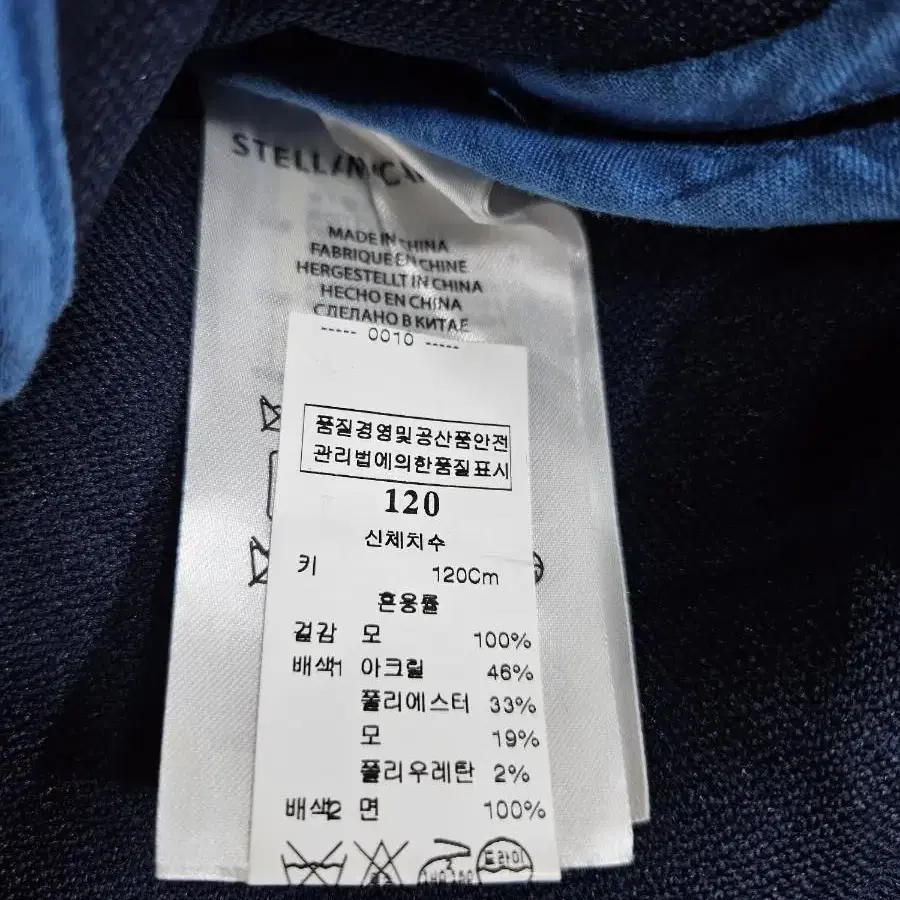 MADE IN CHINA
FABRIQUE EN CHINE
HERGESTELLT IN CHINA
HECHO EN CHINA
СДЕЛАНО В КИТАЕ
----- 0010 -----
품질경영및공산품안전
관리법에의한품질표시
120
신체치수
키 120Cm
혼용률
겉감 모 100%
배색1 아크릴 46%
폴리에스터 33%
모 19%
폴리우레탄 2%
배색2 면 100%
드라이